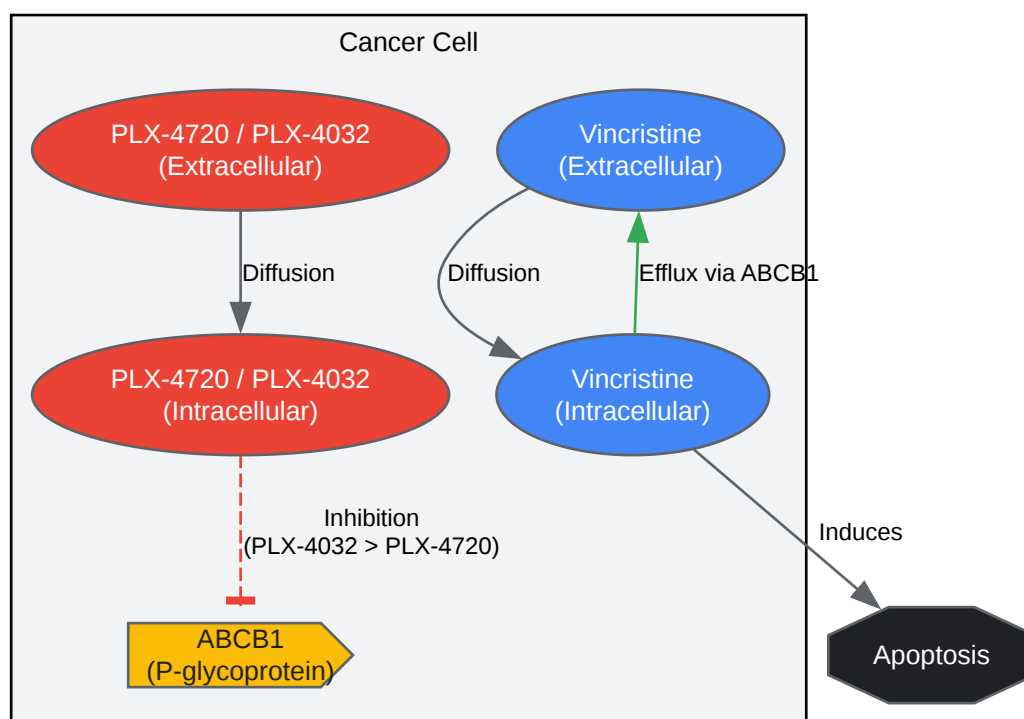 Cancer Cell
PLX-4720 / PLX-4032
(Extracellular)
Vincristine
(Extracellular)
Diffusion
Diffusion
Efflux via ABCB1
PLX-4720 / PLX-4032
(Intracellular)
Vincristine
(Intracellular)
Inhibition
(PLX-4032 > PLX-4720)
Induces
ABCB1
(P-glycoprotein)
Apoptosis